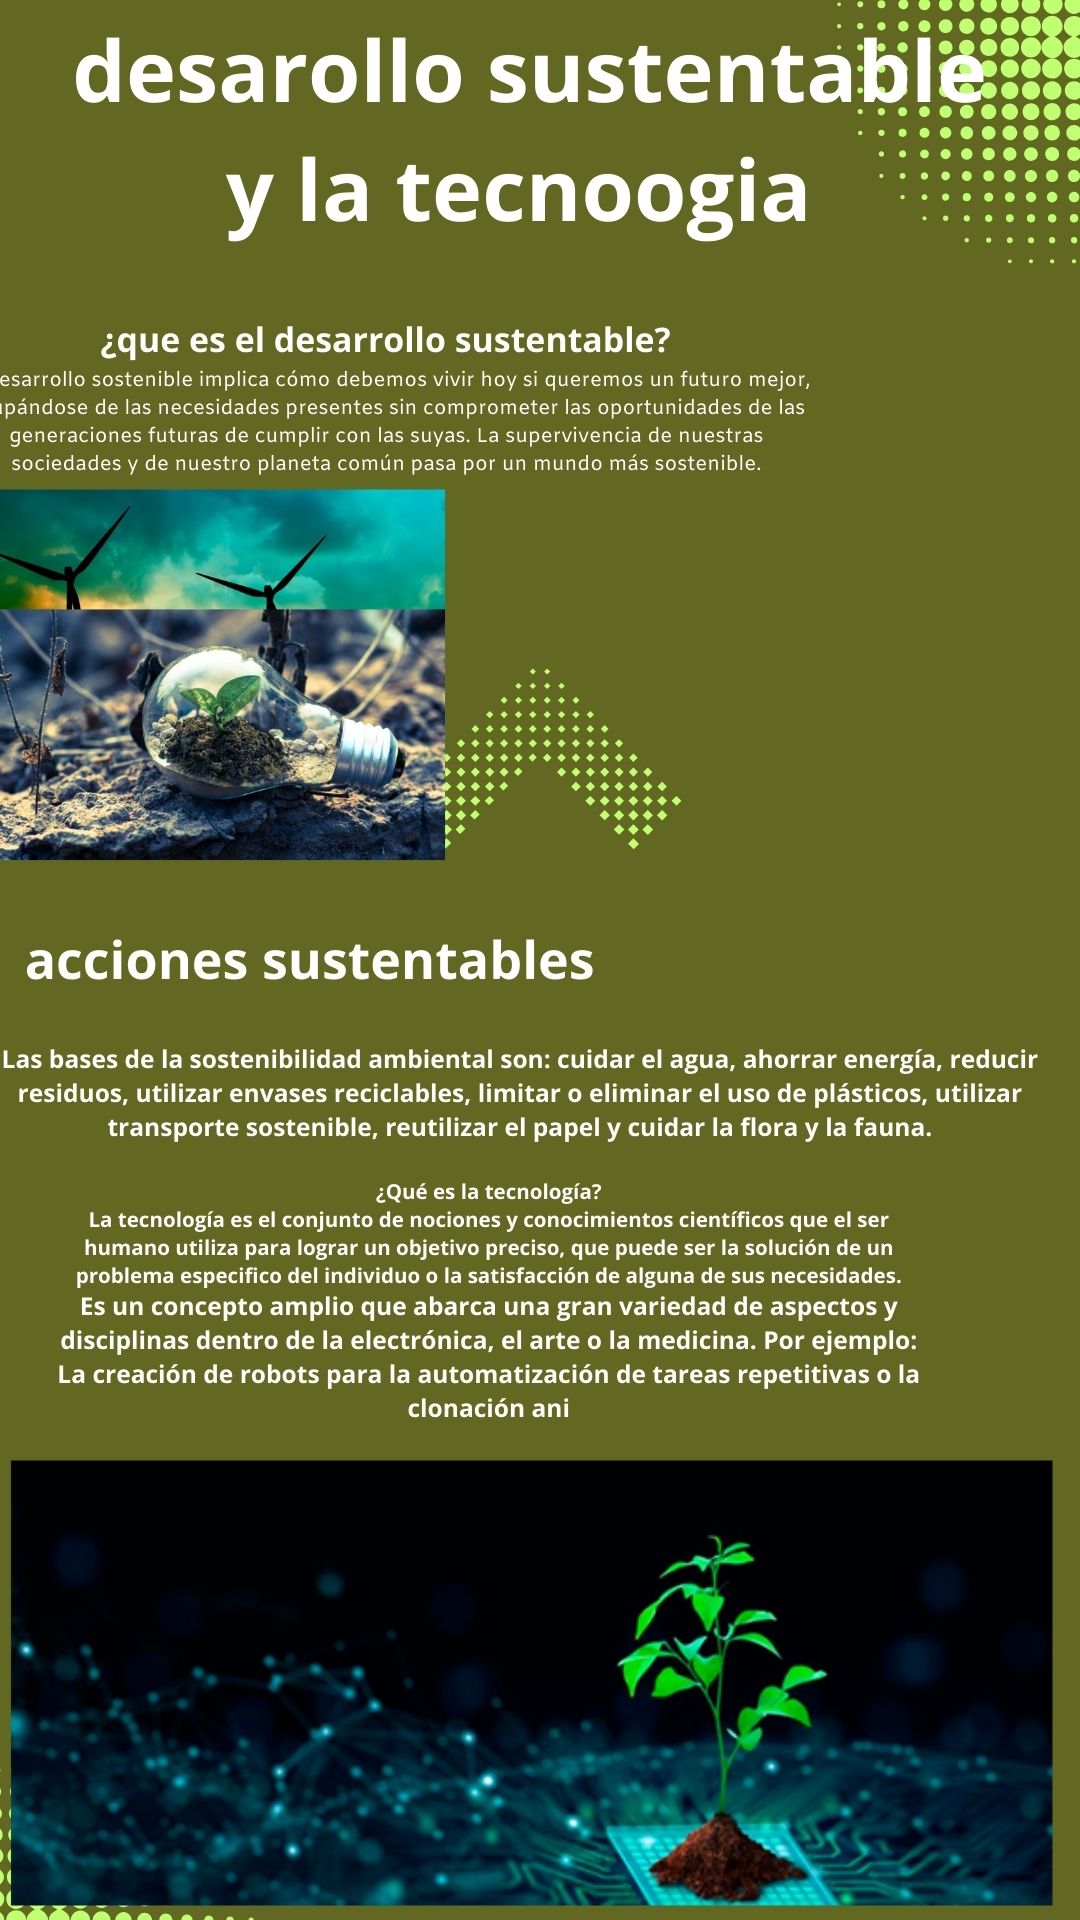 desarollo sustentable
y la tecnoogia
¿que es el desarrollo sustentable?
esarrollo sostenible implica cómo debemos vivir hoy si queremos un futuro mejor,
upándose de las necesidades presentes sin comprometer las oportunidades de las
generaciones futuras de cumplir con las suyas. La supervivencia de nuestras
sociedades y de nuestro planeta común pasa por un mundo más sostenible.
acciones sustentables
Las bases de la sostenibilidad ambiental son: cuidar el agua, ahorrar energía, reducir
residuos, utilizar envases reciclables, limitar o eliminar el uso de plásticos, utilizar
transporte sostenible, reutilizar el papel y cuidar la flora y la fauna.
¿Qué es la tecnología?
La tecnología es el conjunto de nociones y conocimientos científicos que el ser
humano utiliza para lograr un objetivo preciso, que puede ser la solución de un
problema especifico del individuo o la satisfacción de alguna de sus necesidades.
Es un concepto amplio que abarca una gran variedad de aspectos y
disciplinas dentro de la electrónica, el arte o la medicina. Por ejemplo:
La creación de robots para la automatización de tareas repetitivas o la
clonación ani